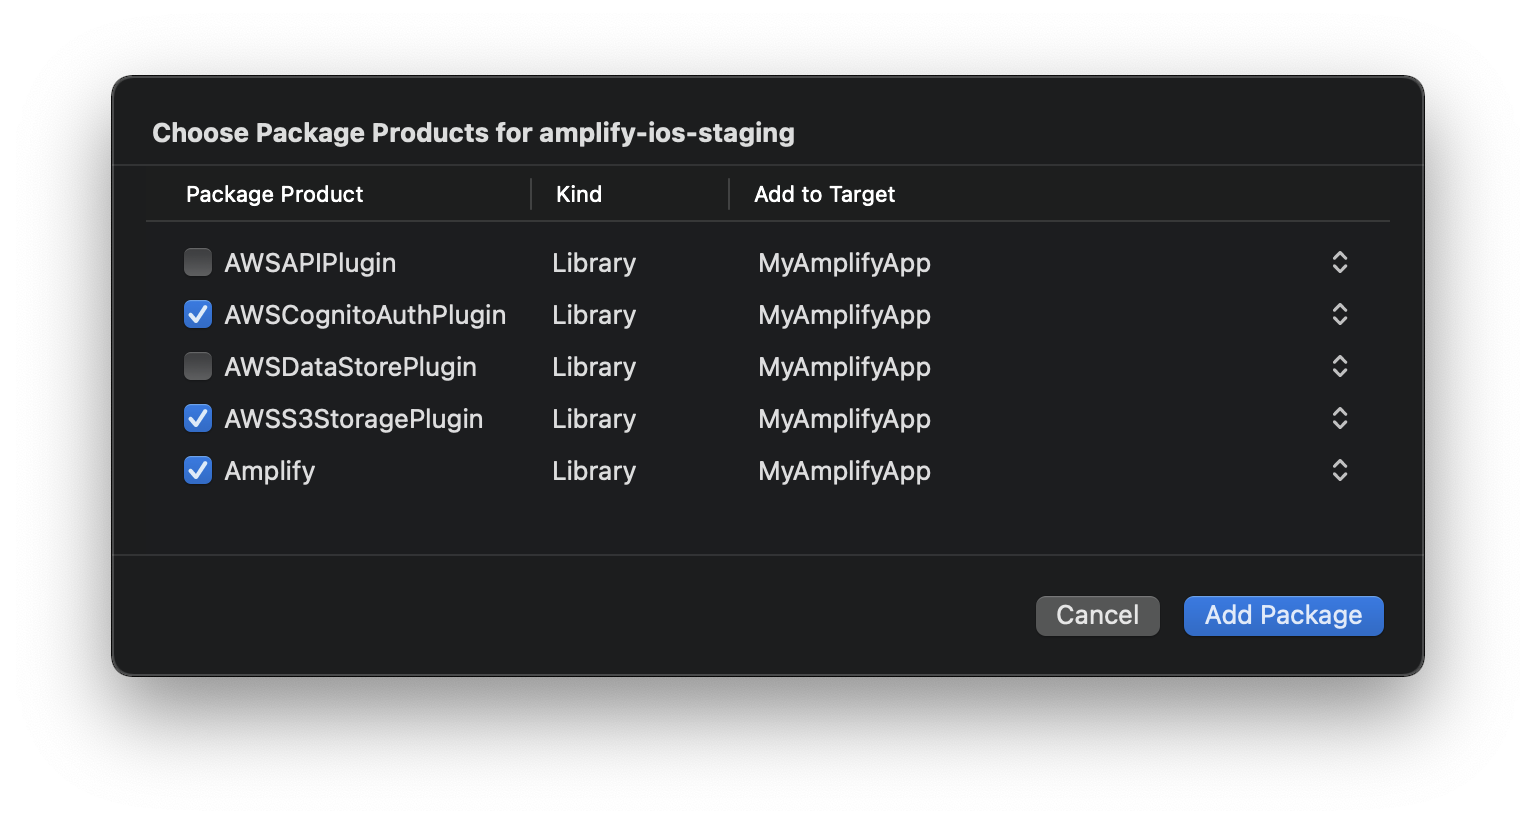 Choose Package Products for amplify-ios-staging
Package Product Kind Add to Target
AWSAPIPlugin Library MyAmplifyApp
AWSCognitoAuthPlugin Library MyAmplifyApp
AWSDataStorePlugin Library MyAmplifyApp
AWSS3StoragePlugin Library MyAmplifyApp
Amplify Library MyAmplifyApp
Cancel Add Package